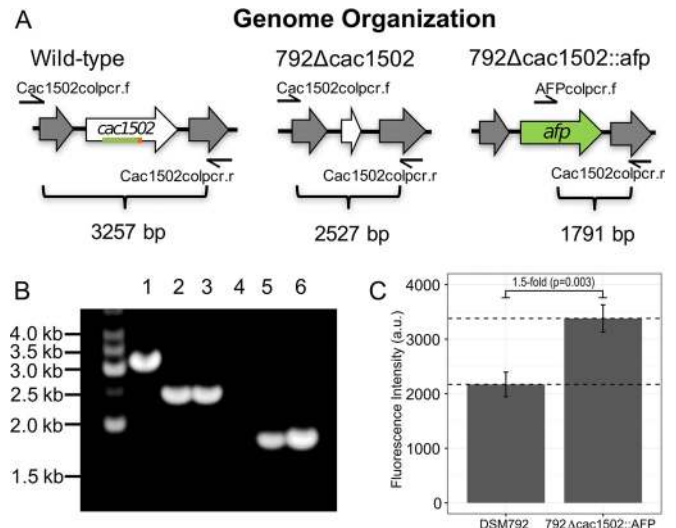 A
Genome Organization
Wild-type
792Δcac1502
792Δcac1502::afp
Cac1502colpcr.f
Cac1502colpcr.f
AFPcolpcr.f
cac1502
afp
Cac1502colpcr.r
Cac1502colpcr.r
Cac1502colpcr.r
3257 bp
2527 bp
1791 bp
B
1 2 3 4 5 6
4.0 kb
3.5 kb
3.0 kb
2.5 kb
2.0 kb
1.5 kb
C
1.5-fold (p=0.003)
Fluorescence Intensity (a.u.)
4000
3000
2000
1000
0
DSM792
792Δcac1502::AFP